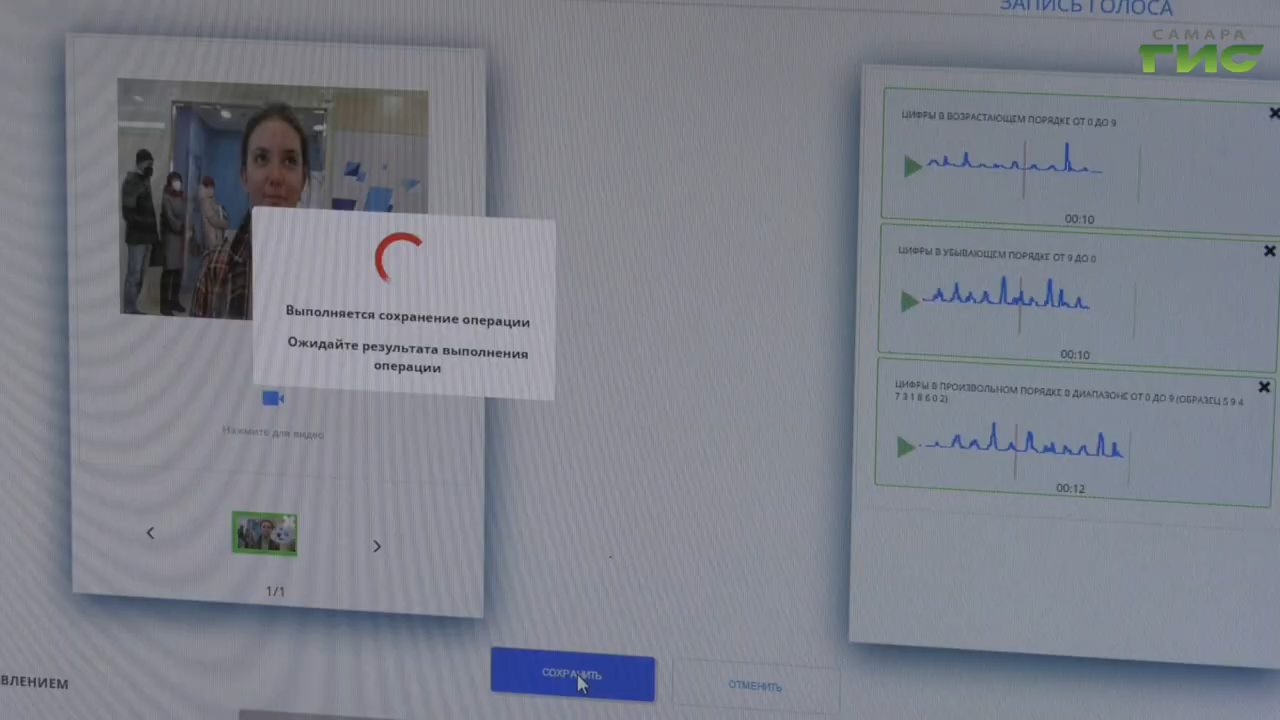 ЗАПИСЬ ГОЛОСА
САМАРА
ГИС
ЦИФРЫ В ВОЗРАСТАЮЩЕМ ПОРЯДКЕ ОТ 0 ДО 9
00:10
ЦИФРЫ В УБЫВАЮЩЕМ ПОРЯДКЕ ОТ 9 ДО 0
00:10
ЦИФРЫ В ПРОИЗВОЛЬНОМ ПОРЯДКЕ В ДИАПАЗОНЕ ОТ 0 ДО 9 (ОБРАЗЕЦ 5 9 4
7 3 1 8 6 0 2)
00:12
Выполняется сохранение операции
Ожидайте результата выполнения
операции
Нажмите для видео
1/1
СОХРАНИТЬ
ОТМЕНИТЬ
ВЛЕНИЕМ